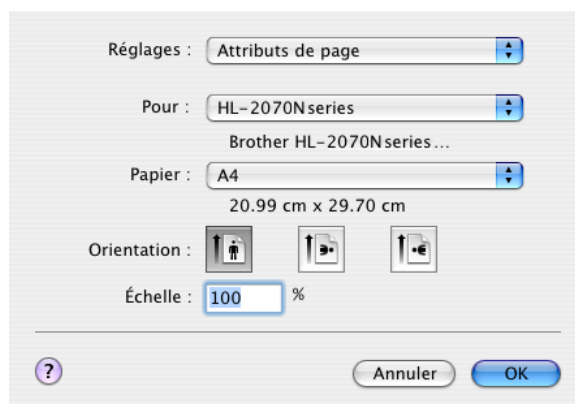 Réglages : Attributs de page
Pour : HL-2070N series
Brother HL-2070N series...
Papier : A4
20.99 cm x 29.70 cm
Orientation :
Échelle : 100 %
? Annuler OK